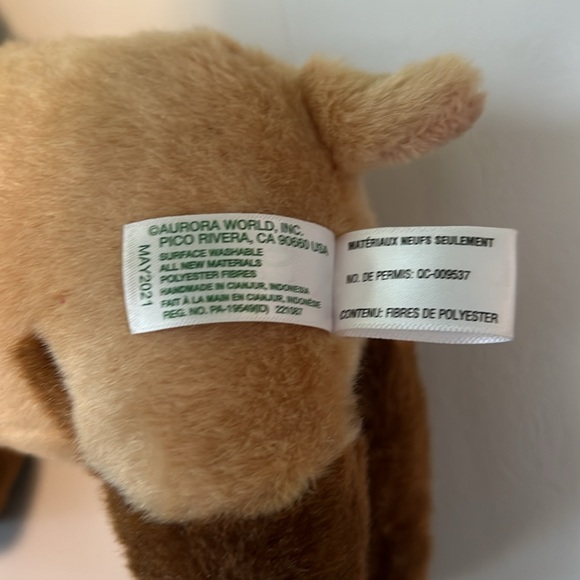 ©AURORA WORLD, INC.
PICO RIVERA, CA 90660 USA
SURFACE WASHABLE
ALL NEW MATERIALS
POLYESTER FIBRES
HANDMADE IN CIANJUR, INDONESIA
FAIT À LA MAIN EN CIANJUR, INDONÉSIE
REG. NO. PA-19549(ID) 221087
MAY2021
MATÉRIAUX NEUFS SEULEMENT
NO. DE PERMIS: QC-009537
CONTENU: FIBRES DE POLYESTER